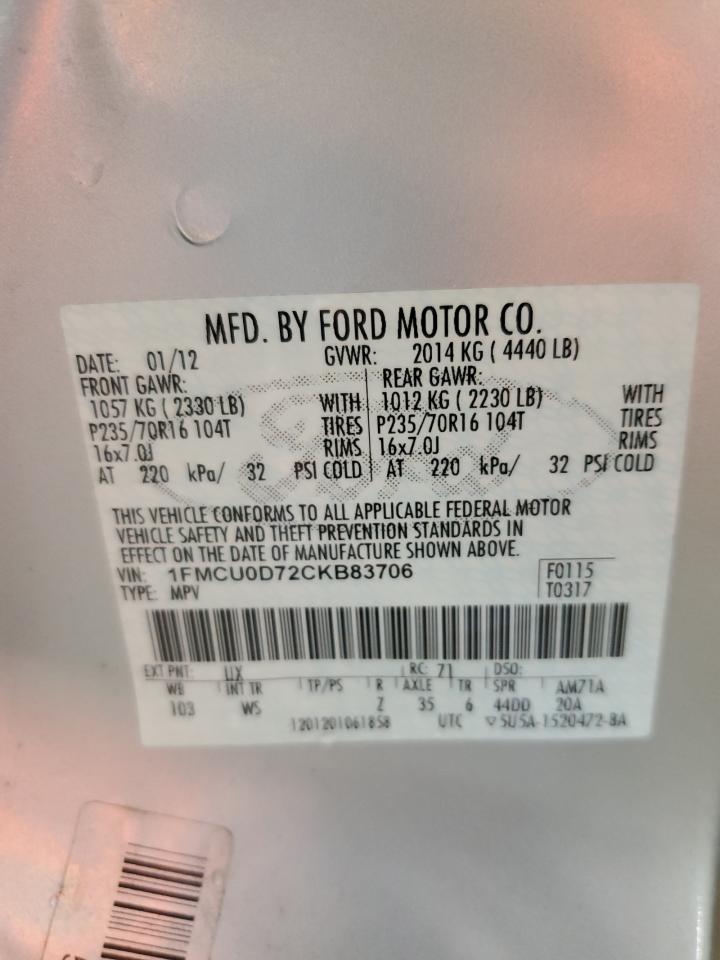 MFD. BY FORD MOTOR CO.
DATE: 01/12 GVWR: 2014 KG ( 4440 LB)
FRONT GAWR: REAR GAWR:
1057 KG ( 2330 LB) WITH 1012 KG ( 2230 LB) WITH
P235/70R16 104T TIRES P235/70R16 104T TIRES
16x7.0J RIMS 16x7.0J RIMS
AT 220 kPa/ 32 PSI COLD AT 220 kPa/ 32 PSI COLD
THIS VEHICLE CONFORMS TO ALL APPLICABLE FEDERAL MOTOR
VEHICLE SAFETY AND THEFT PREVENTION STANDARDS IN
EFFECT ON THE DATE OF MANUFACTURE SHOWN ABOVE.
VIN: 1FMCU0D72CKB83706 F0115
TYPE: MPV T0317
EXT PNT: UX RC: 71 DSO:
WB INT TR TP/PS R AXLE TR SPR AM71A
103 WS Z 35 6 44DD 20A
1201201061858 UTC ▽ 5U5A-1520472-BA